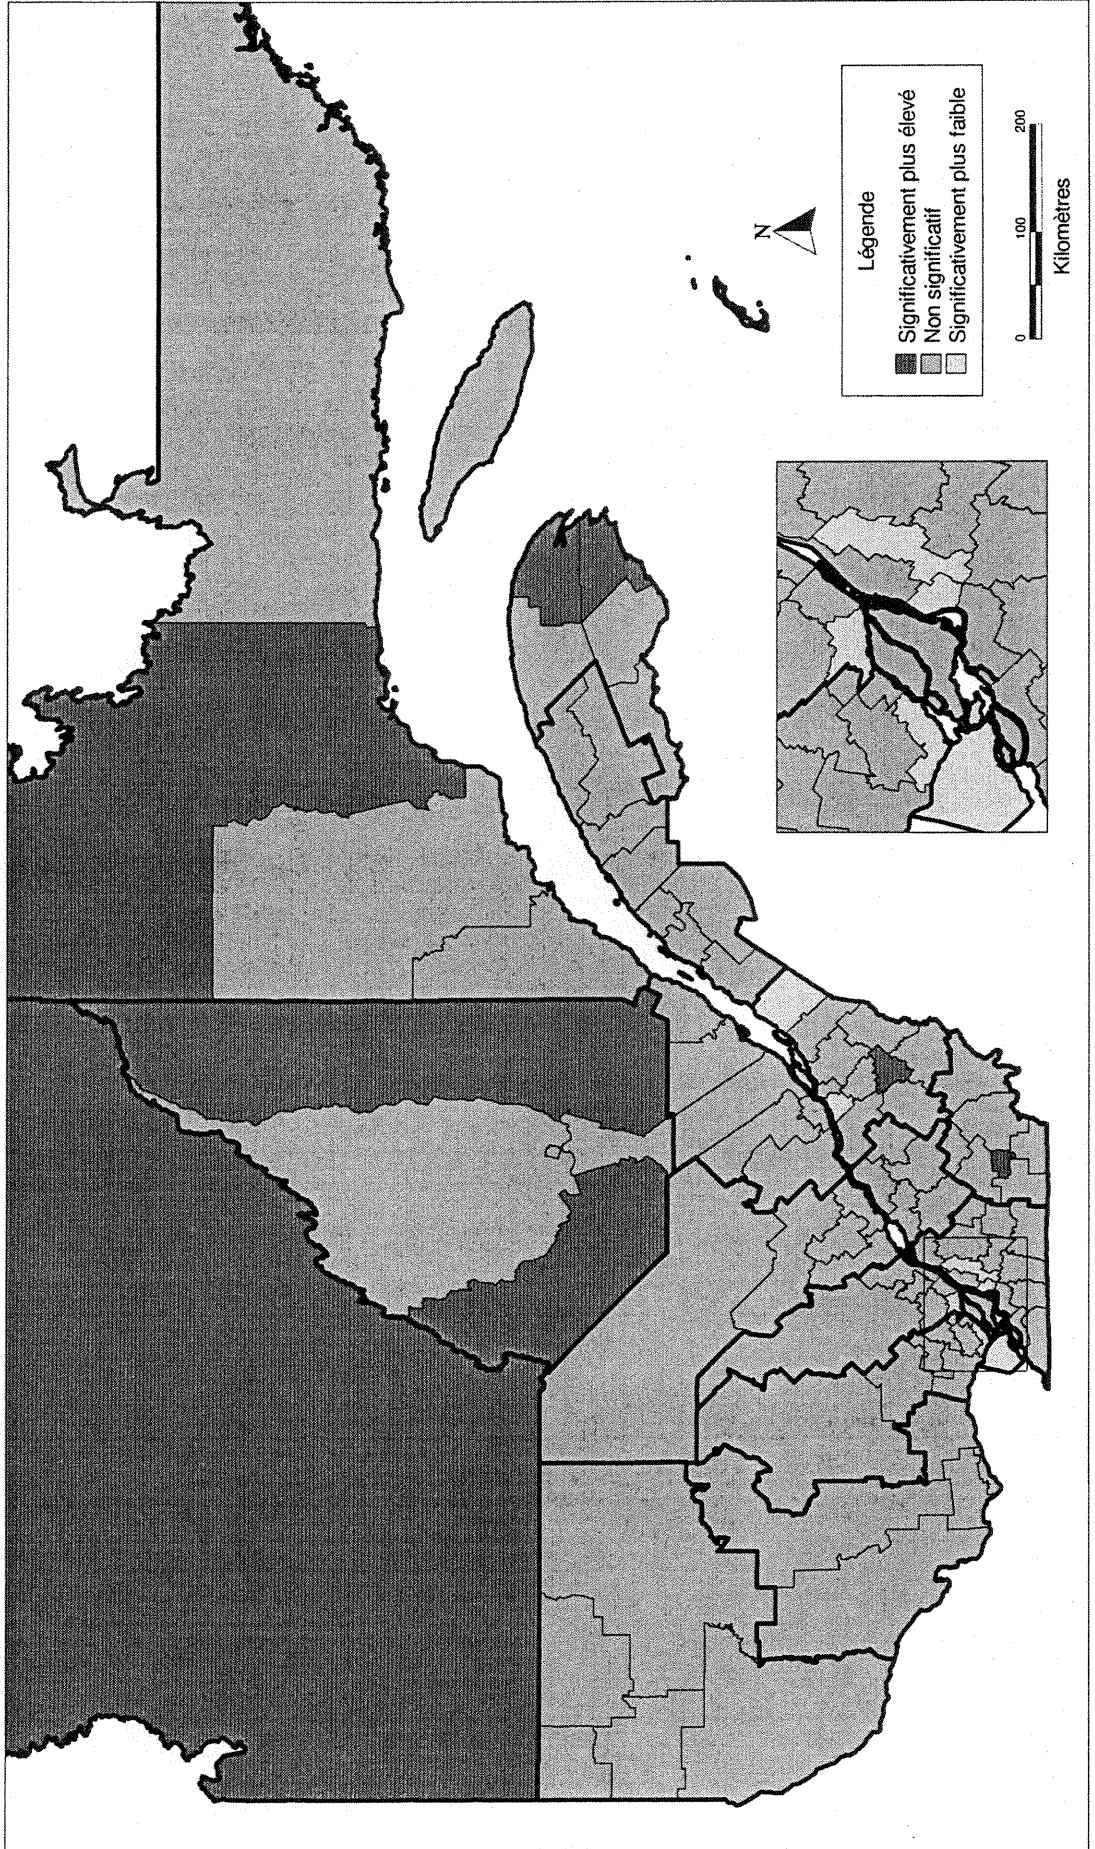 N
Légende
Significativement plus élevé
Non significatif
Significativement plus faible
0 100 200
Kilomètres